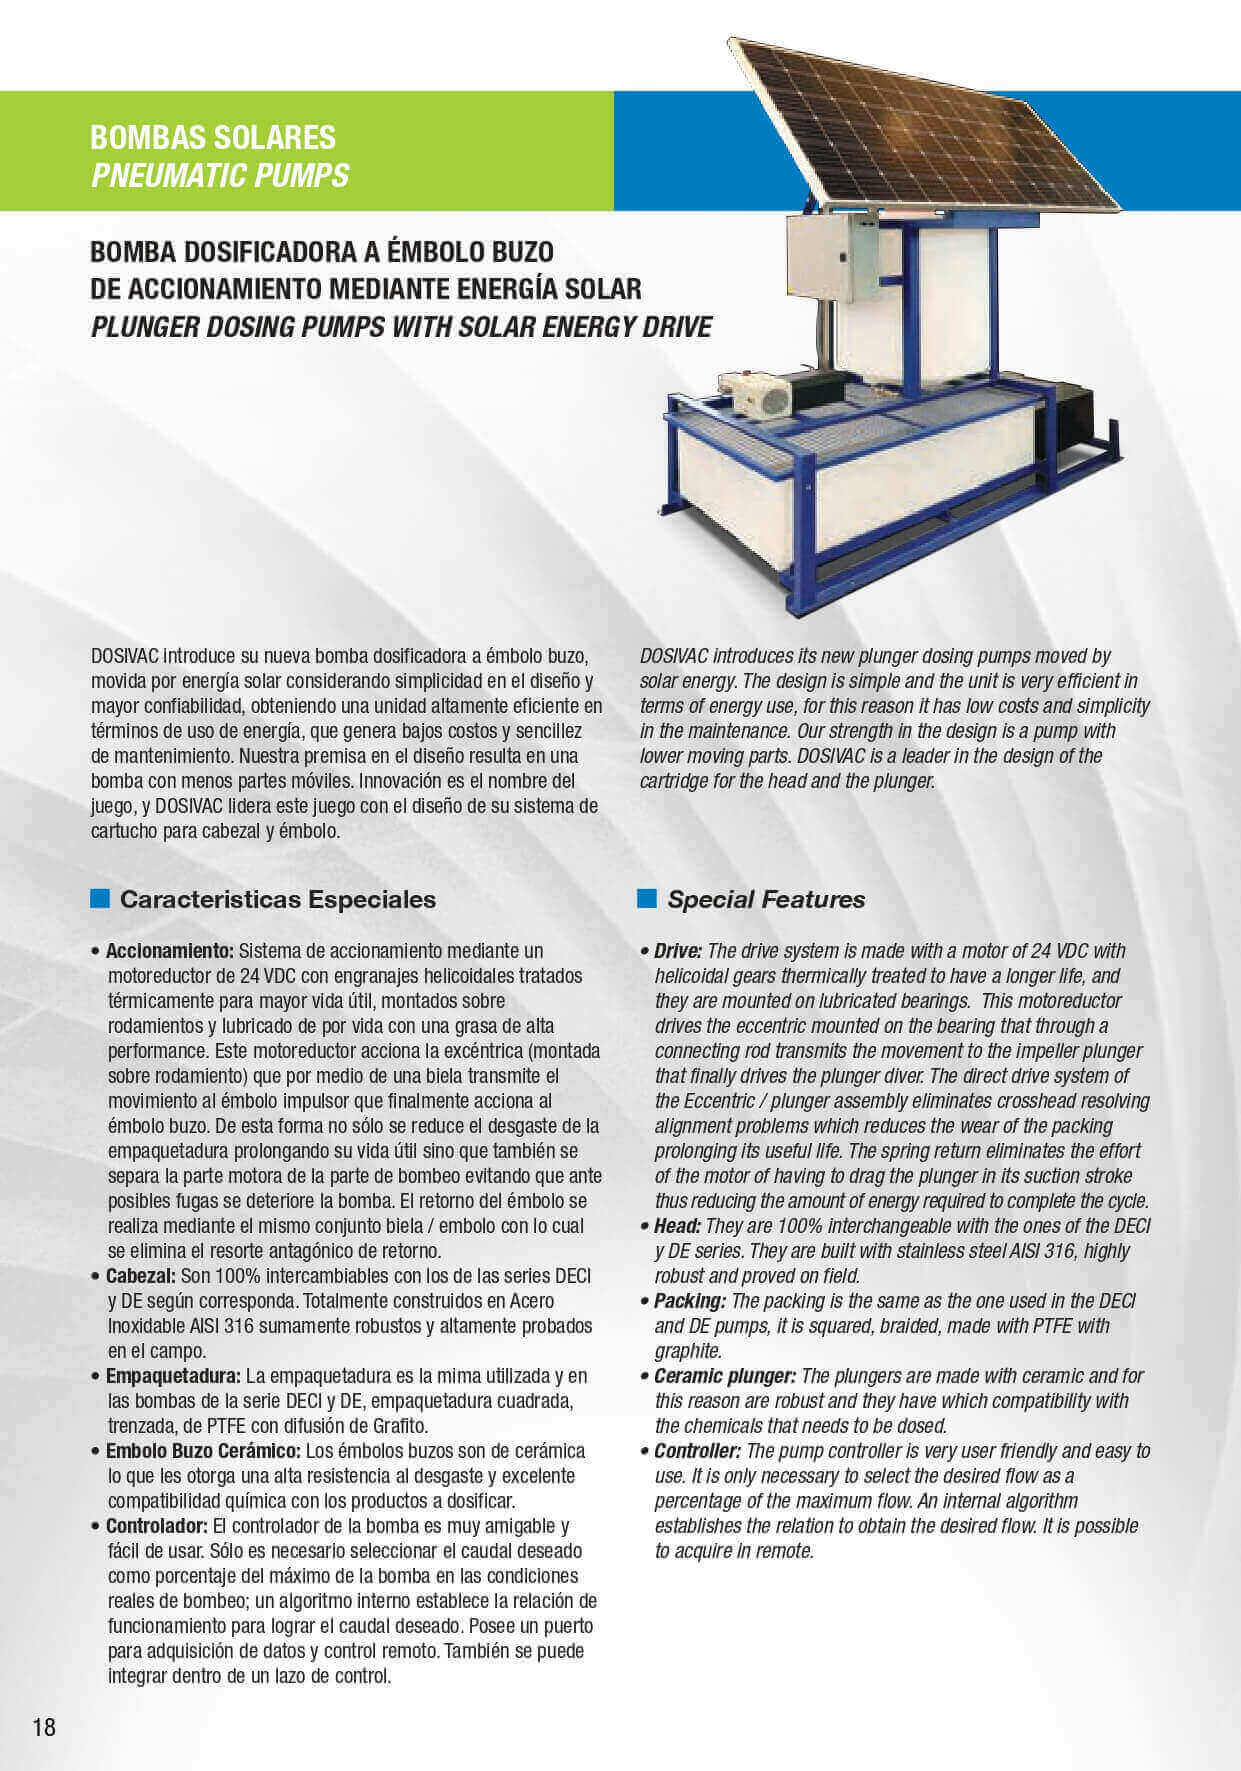 BOMBAS SOLARES
PNEUMATIC PUMPS
BOMBA DOSIFICADORA A ÉMBOLO BUZO
DE ACCIONAMIENTO MEDIANTE ENERGÍA SOLAR
PLUNGER DOSING PUMPS WITH SOLAR ENERGY DRIVE
DOSIVAC introduce su nueva bomba dosificadora a émbolo buzo,
movida por energía solar considerando simplicidad en el diseño y
mayor confiabilidad, obteniendo una unidad altamente eficiente en
términos de uso de energía, que genera bajos costos y sencillez
de mantenimiento. Nuestra premisa en el diseño resulta en una
bomba con menos partes móviles. Innovación es el nombre del
juego, y DOSIVAC lidera este juego con el diseño de su sistema de
cartucho para cabezal y émbolo.
DOSIVAC introduces its new plunger dosing pumps moved by
solar energy. The design is simple and the unit is very efficient in
terms of energy use, for this reason it has low costs and simplicity
in the maintenance. Our strength in the design is a pump with
lower moving parts. DOSIVAC is a leader in the design of the
cartridge for the head and the plunger.
Caracteristicas Especiales
• Accionamiento: Sistema de accionamiento mediante un
motoreductor de 24 VDC con engranajes helicoidales tratados
térmicamente para mayor vida útil, montados sobre
rodamientos y lubricado de por vida con una grasa de alta
performance. Este motoreductor acciona la excéntrica (montada
sobre rodamiento) que por medio de una biela transmite el
movimiento al émbolo impulsor que finalmente acciona al
émbolo buzo. De esta forma no sólo se reduce el desgaste de la
empaquetadura prolongando su vida útil sino que también se
separa la parte motora de la parte de bombeo evitando que ante
posibles fugas se deteriore la bomba. El retorno del émbolo se
realiza mediante el mismo conjunto biela / embolo con lo cual
se elimina el resorte antagónico de retorno.
• Cabezal: Son 100% intercambiables con los de las series DECI
y DE según corresponda. Totalmente construidos en Acero
Inoxidable AISI 316 sumamente robustos y altamente probados
en el campo.
• Empaquetadura: La empaquetadura es la mima utilizada y en
las bombas de la serie DECI y DE, empaquetadura cuadrada,
trenzada, de PTFE con difusión de Grafito.
• Embolo Buzo Cerámico: Los émbolos buzos son de cerámica
lo que les otorga una alta resistencia al desgaste y excelente
compatibilidad química con los productos a dosificar.
• Controlador: El controlador de la bomba es muy amigable y
fácil de usar. Sólo es necesario seleccionar el caudal deseado
como porcentaje del máximo de la bomba en las condiciones
reales de bombeo; un algoritmo interno establece la relación de
funcionamiento para lograr el caudal deseado. Posee un puerto
para adquisición de datos y control remoto. También se puede
integrar dentro de un lazo de control.
Special Features
• Drive: The drive system is made with a motor of 24 VDC with
helicoidal gears thermically treated to have a longer life, and
they are mounted on lubricated bearings. This motoreductor
drives the eccentric mounted on the bearing that through a
connecting rod transmits the movement to the impeller plunger
that finally drives the plunger diver. The direct drive system of
the Eccentric / plunger assembly eliminates crosshead resolving
alignment problems which reduces the wear of the packing
prolonging its useful life. The spring return eliminates the effort
of the motor of having to drag the plunger in its suction stroke
thus reducing the amount of energy required to complete the cycle.
• Head: They are 100% interchangeable with the ones of the DECI
y DE series. They are built with stainless steel AISI 316, highly
robust and proved on field.
• Packing: The packing is the same as the one used in the DECI
and DE pumps, it is squared, braided, made with PTFE with
graphite.
• Ceramic plunger: The plungers are made with ceramic and for
this reason are robust and they have which compatibility with
the chemicals that needs to be dosed.
• Controller: The pump controller is very user friendly and easy to
use. It is only necessary to select the desired flow as a
percentage of the maximum flow. An internal algorithm
establishes the relation to obtain the desired flow. It is possible
to acquire in remote.
18